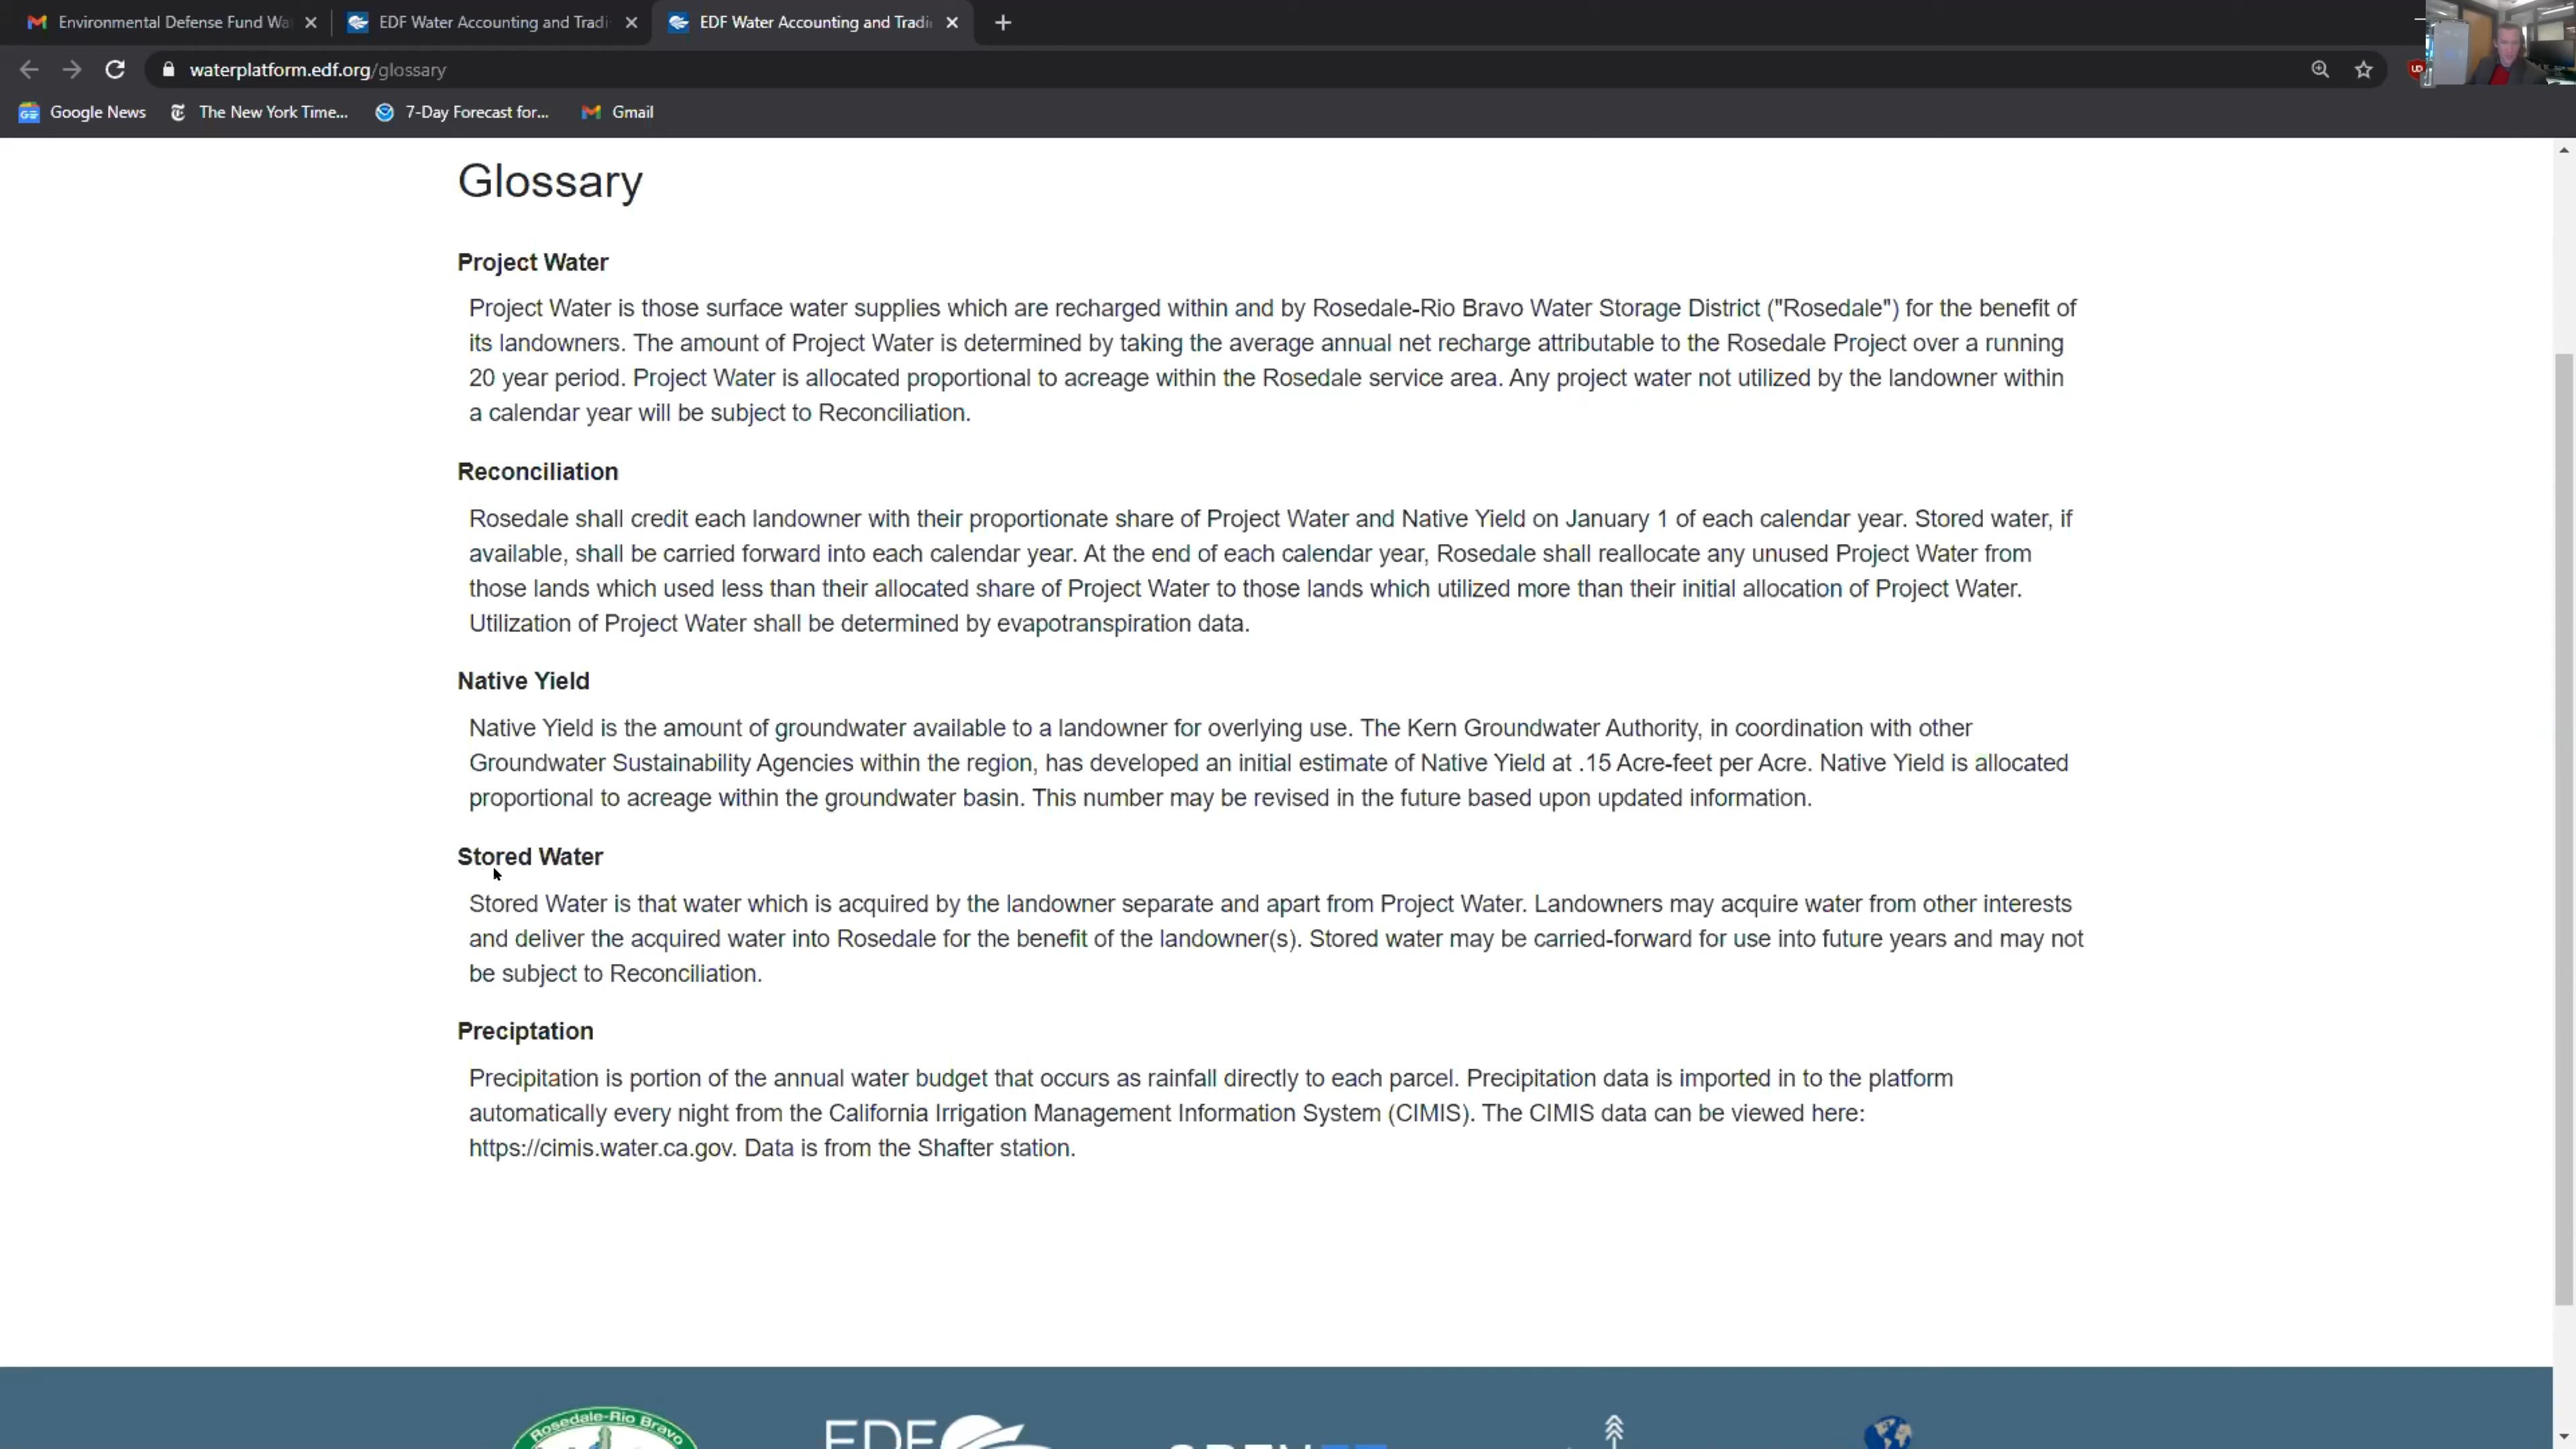 Environmental Defense Fund Wa
EDF Water Accounting and Tradi
EDF Water Accounting and Tradi
waterplatform.edf.org/glossary
Google News
The New York Time...
7-Day Forecast for...
Gmail
Glossary
Project Water
Project Water is those surface water supplies which are recharged within and by Rosedale-Rio Bravo Water Storage District ("Rosedale") for the benefit of
its landowners. The amount of Project Water is determined by taking the average annual net recharge attributable to the Rosedale Project over a running
20 year period. Project Water is allocated proportional to acreage within the Rosedale service area. Any project water not utilized by the landowner within
a calendar year will be subject to Reconciliation.
Reconciliation
Rosedale shall credit each landowner with their proportionate share of Project Water and Native Yield on January 1 of each calendar year. Stored water, if
available, shall be carried forward into each calendar year. At the end of each calendar year, Rosedale shall reallocate any unused Project Water from
those lands which used less than their allocated share of Project Water to those lands which utilized more than their initial allocation of Project Water.
Utilization of Project Water shall be determined by evapotranspiration data.
Native Yield
Native Yield is the amount of groundwater available to a landowner for overlying use. The Kern Groundwater Authority, in coordination with other
Groundwater Sustainability Agencies within the region, has developed an initial estimate of Native Yield at .15 Acre-feet per Acre. Native Yield is allocated
proportional to acreage within the groundwater basin. This number may be revised in the future based upon updated information.
Stored Water
Stored Water is that water which is acquired by the landowner separate and apart from Project Water. Landowners may acquire water from other interests
and deliver the acquired water into Rosedale for the benefit of the landowner(s). Stored water may be carried-forward for use into future years and may not
be subject to Reconciliation.
Preciptation
Precipitation is portion of the annual water budget that occurs as rainfall directly to each parcel. Precipitation data is imported in to the platform
automatically every night from the California Irrigation Management Information System (CIMIS). The CIMIS data can be viewed here:
https://cimis.water.ca.gov. Data is from the Shafter station.
Rosedale-Rio Bravo
EDF